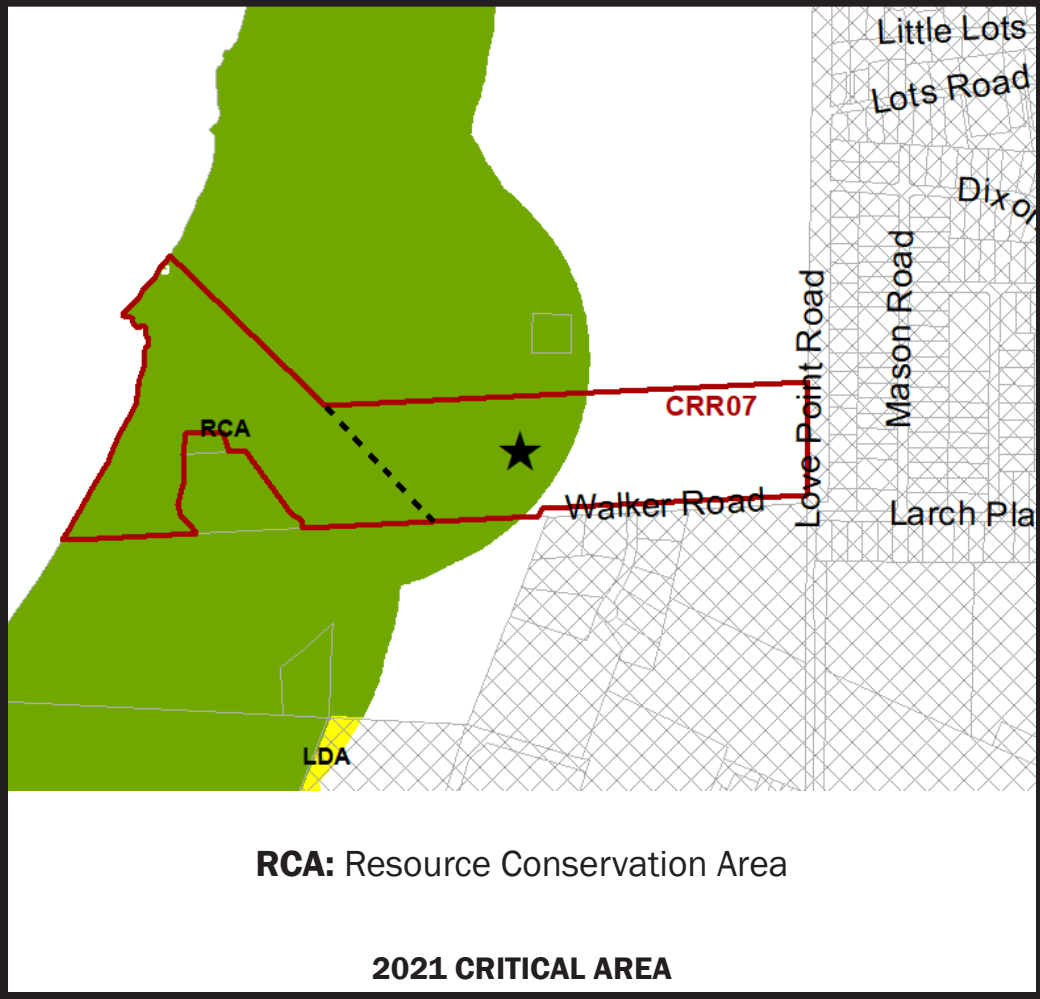 Little Lots
Lots Road
Dixon
Mason Road
Love Point Road
CRR07
RCA
Walker Road
Larch Pla
LDA
RCA: Resource Conservation Area
2021 CRITICAL AREA